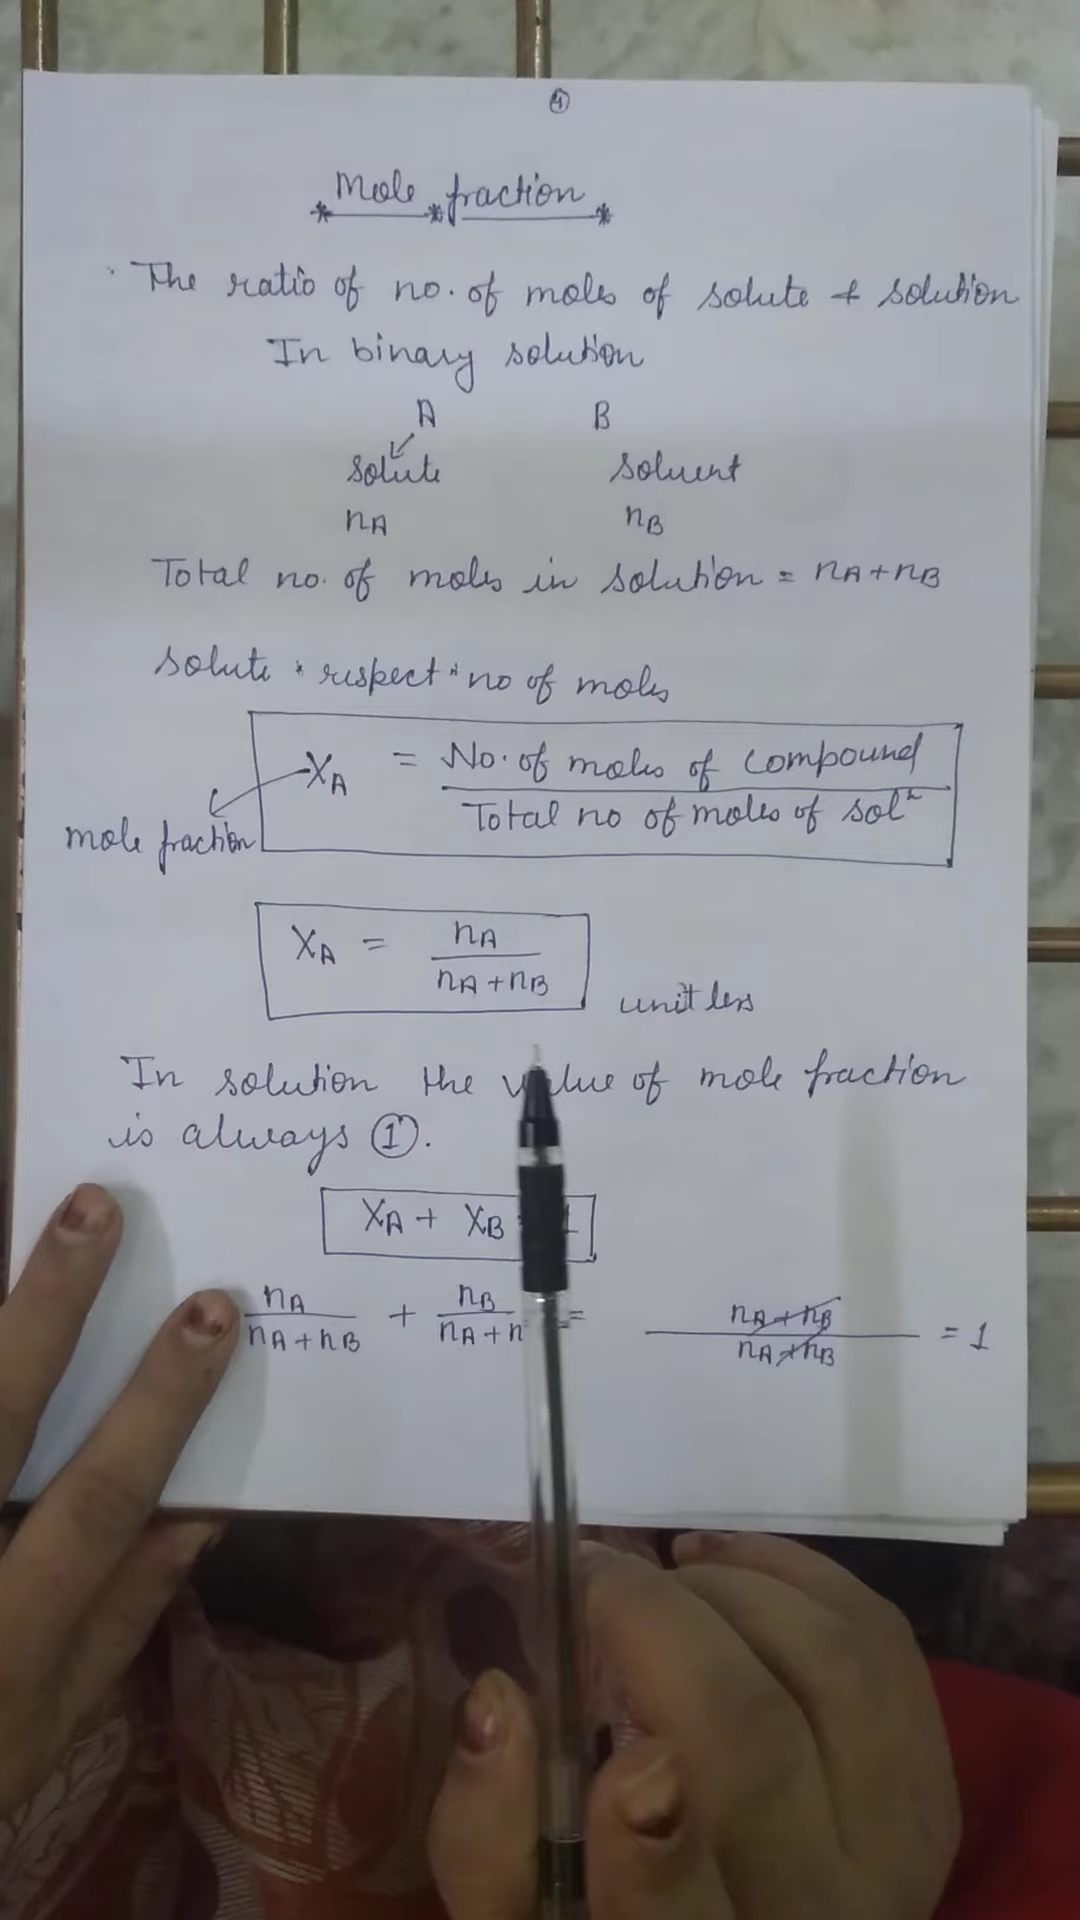 4
Mole fraction
The ratio of no. of moles of solute & solution
In binary solution
A B
solute solvent
nA nB
Total no. of moles in solution = nA+nB
solute " respect " no of moles
XA = No. of moles of compound
Total no of moles of solⁿ
mole fraction
XA = nA
nA+nB
unitless
In solution the value of mole fraction
is always 1.
XA + XB 1
nA + nB = nA+nB = 1
nA+nB nA+n nA+nB